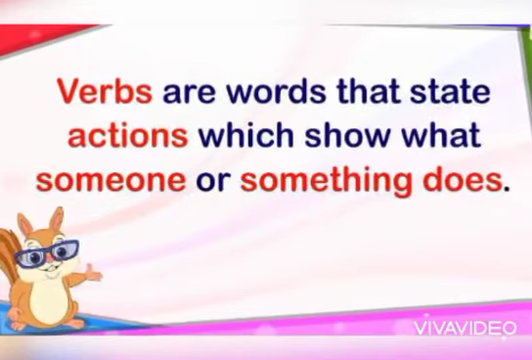 Verbs are words that state
actions which show what
someone or something does.
VIVAVIDEO